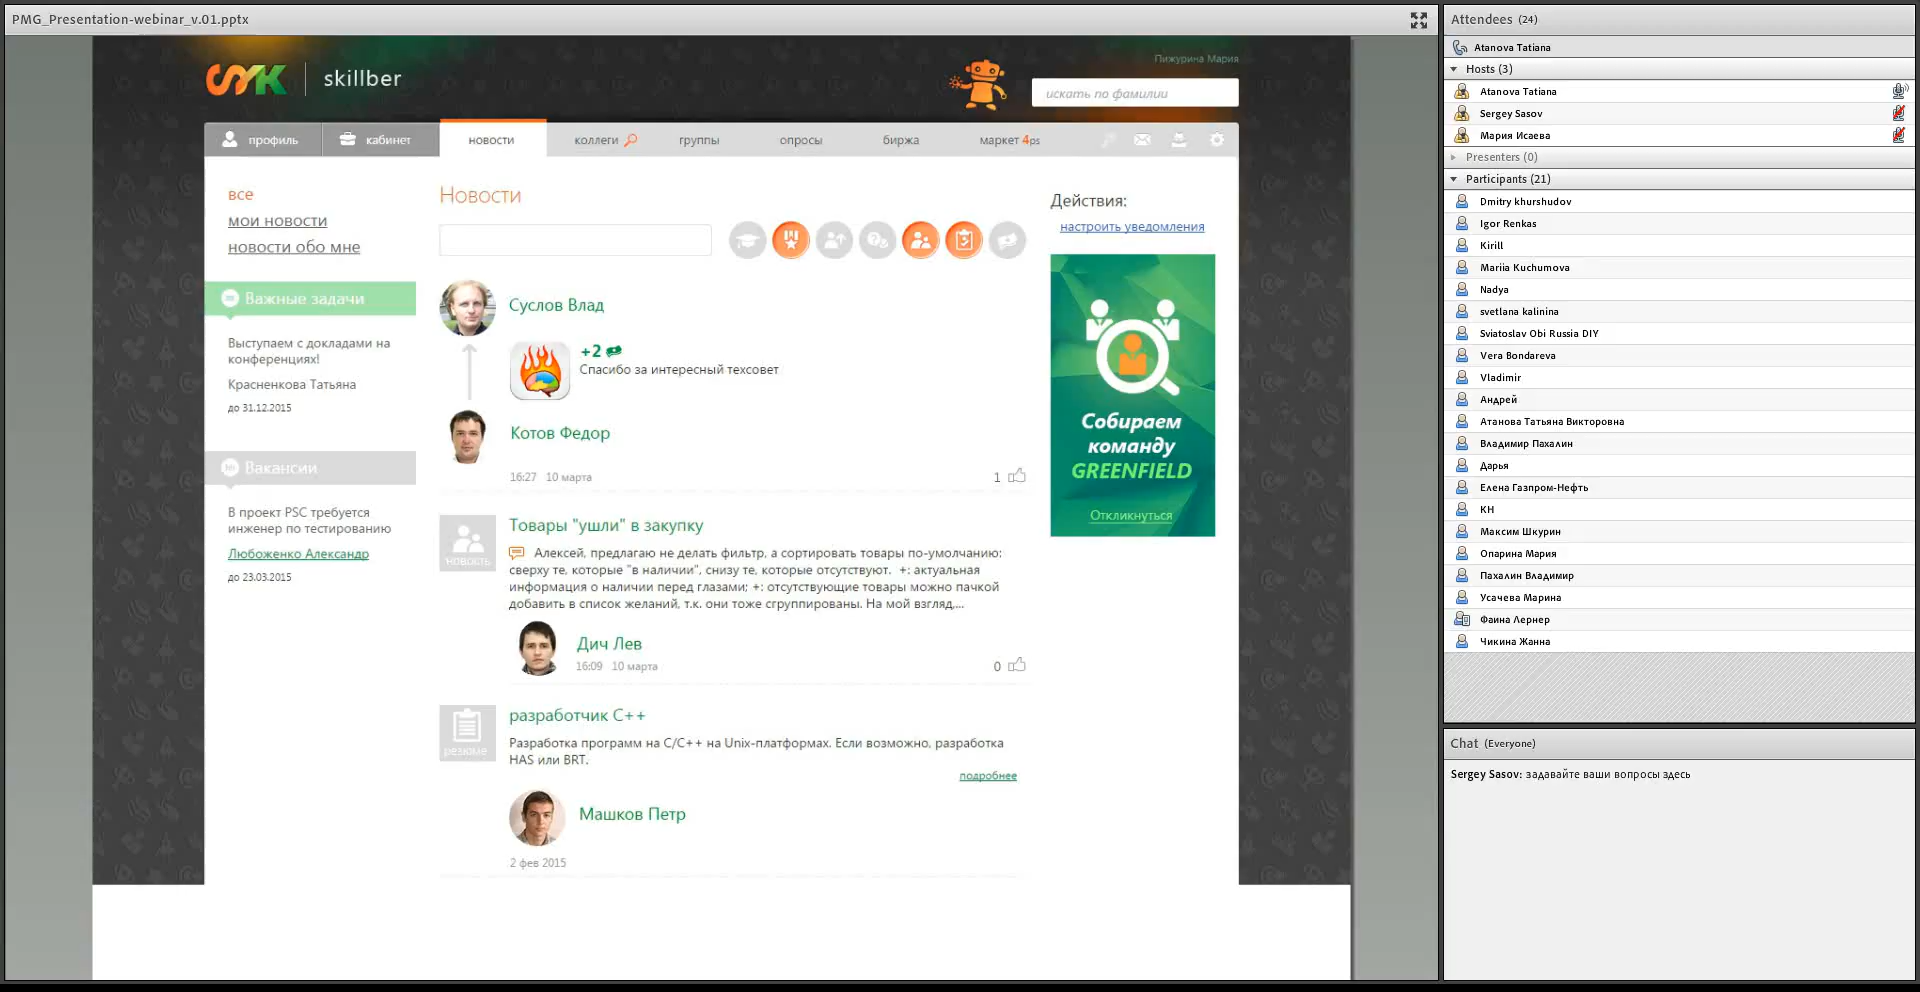 PMG_Presentation-webinar_v.01.pptx
skillber
Пижурина Мария
искать по фамилии
профиль
кабинет
новости
коллеги
группы
опросы
биржа
маркет 4ps
все
мои новости
новости обо мне
Важные задачи
Выступаем с докладами на
конференциях!
Красненкова Татьяна
до 31.12.2015
Вакансии
В проект PSC требуется
инженер по тестированию
Любоженко Александр
до 23.03.2015
Новости
Суслов Влад
+2
Спасибо за интересный техсовет
Котов Федор
16:27 10 марта
1
Товары "ушли" в закупку
новость
Алексей, предлагаю не делать фильтр, а сортировать товары по-умолчанию:
сверху те, которые "в наличии", снизу те, которые отсутствуют. +: актуальная
информация о наличии перед глазами; +: отсутствующие товары можно пачкой
добавить в список желаний, т.к. они тоже сгруппированы. На мой взгляд,...
Дич Лев
16:09 10 марта
0
разработчик С++
резюме
Разработка программ на С/С++ на Unix-платформах. Если возможно, разработка
HAS или BRT.
подробнее
Машков Петр
2 фев 2015
Действия:
настроить уведомления
Собираем
команду
GREENFIELD
Откликнуться
Attendees (24)
Atanova Tatiana
Hosts (3)
Atanova Tatiana
Sergey Sasov
Мария Исаева
Presenters (0)
Participants (21)
Dmitry khurshudov
Igor Renkas
Kirill
Mariia Kuchumova
Nadya
svetlana kalinina
Sviatoslav Obi Russia DIY
Vera Bondareva
Vladimir
Андрей
Атанова Татьяна Викторовна
Владимир Пахалин
Дарья
Елена Газпром-Нефть
КН
Максим Шкурин
Опарина Мария
Пахалин Владимир
Усачева Марина
Фаина Лернер
Чикина Жанна
Chat (Everyone)
Sergey Sasov: задавайте ваши вопросы здесь